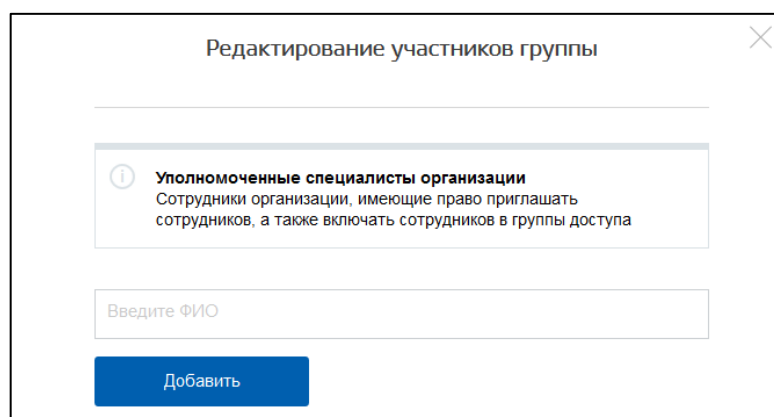 Редактирование участников группы
Уполномоченные специалисты организации
Сотрудники организации, имеющие право приглашать
сотрудников, а также включать сотрудников в группы доступа
Введите ФИО
Добавить